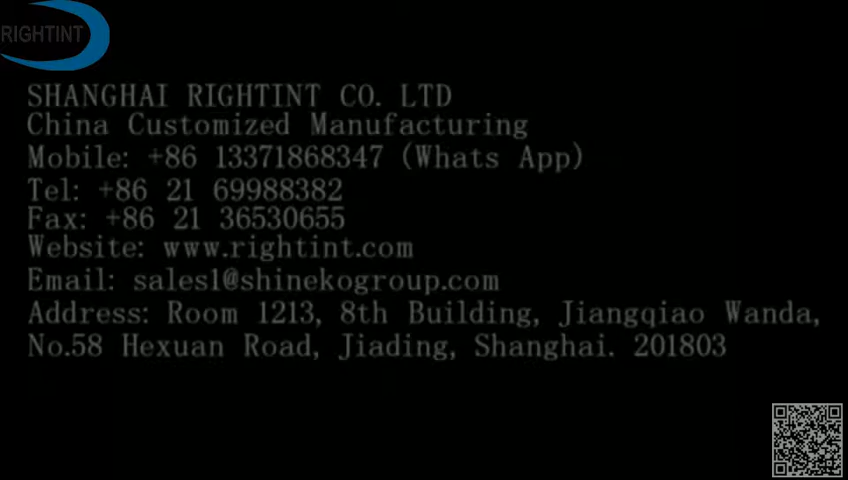 RIGHTINT
SHANGHAI RIGHTINT CO. LTD
China Customized Manufacturing
Mobile: +86 13371868347 (Whats App)
Tel: +86 21 69988382
Fax: +86 21 36530655
Website: www.rightint.com
Email: sales1@shinekogroup.com
Address: Room 1213, 8th Building, Jiangqiao Wanda,
No.58 Hexuan Road, Jiading, Shanghai. 201803